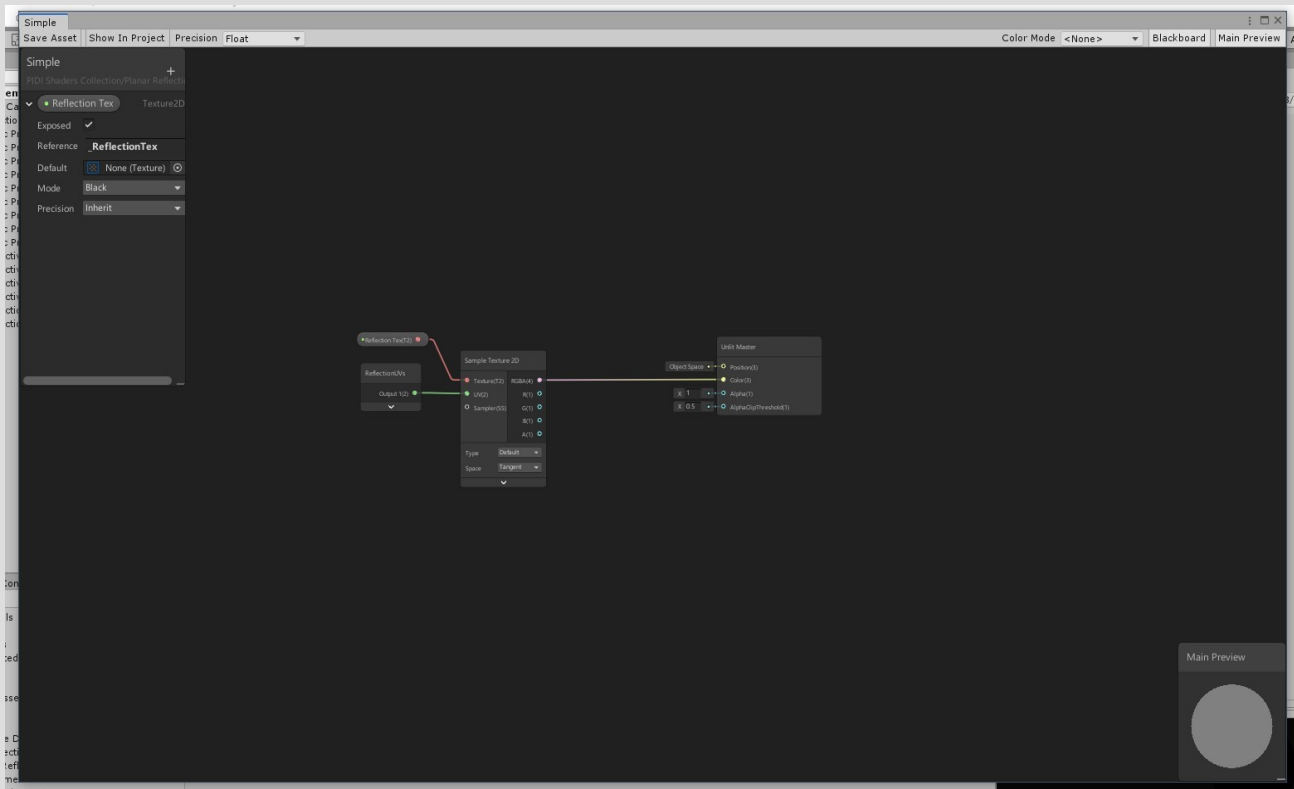 Simple
Save Asset Show In Project Precision Float Color Mode <None> Blackboard Main Preview
Simple
PIDI Shaders Collection/Planar Reflecti
Reflection Tex Texture2D
Exposed
Reference _ReflectionTex
Default None (Texture)
Mode Black
Precision Inherit
Reflection Tex(T2)
ReflectionUVs
Output 1(2)
Sample Texture 2D
Texture(T2) RGBA(4)
UV(2) R(1)
Sampler(SS) G(1)
B(1)
A(1)
Type Default
Space Tangent
Unlit Master
Object Space Position(3)
Color(3)
X 1 Alpha(1)
X 0.5 AlphaClipThreshold(1)
Main Preview